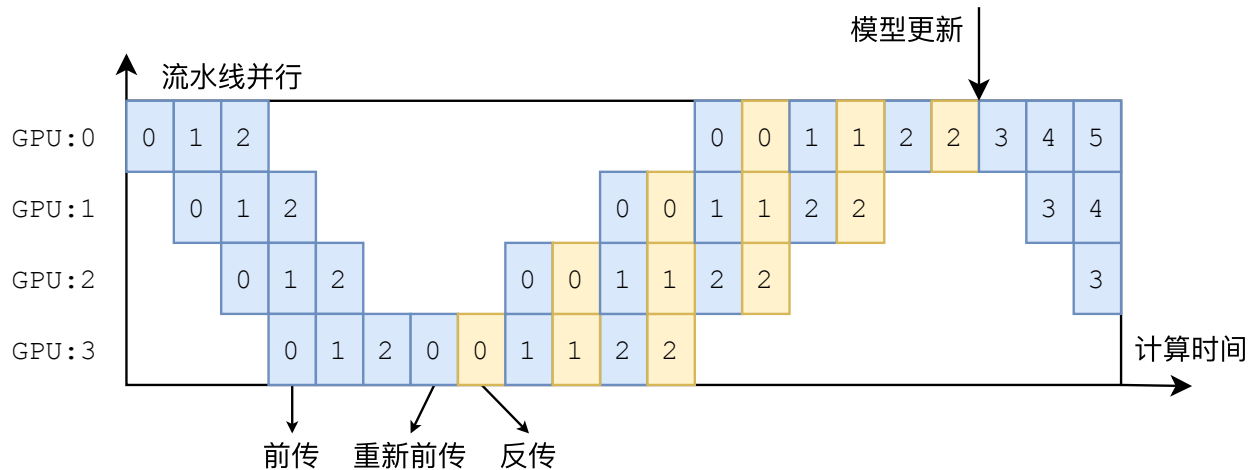 模型更新
流水线并行
GPU:0 0 1 2 0 0 1 1 2 2 3 4 5
GPU:1 0 1 2 0 0 1 1 2 2 3 4
GPU:2 0 1 2 0 0 1 1 2 2 3
GPU:3 0 1 2 0 0 1 1 2 2
计算时间
前传 重新前传 反传